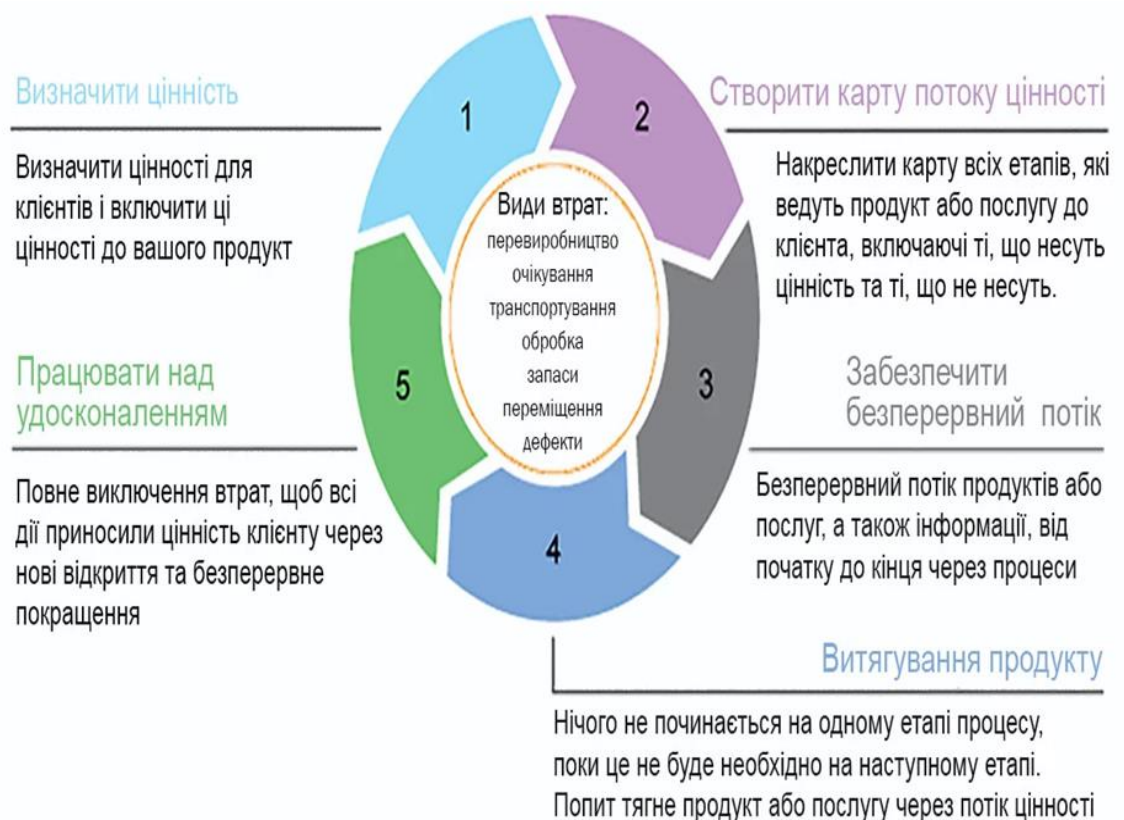 1
Визначити цінність
Визначити цінності для
клієнтів і включити ці
цінності до вашого продукт
2
Створити карту потоку цінності
Накреслити карту всіх етапів, які
ведуть продукт або послугу до
клієнта, включаючі ті, що несуть
цінність та ті, що не несуть.
3
Забезпечити
безперервний потік
Безперервний потік продуктів або
послуг, а також інформації, від
початку до кінця через процеси
4
Витягування продукту
Нічого не починається на одному етапі процесу,
поки це не буде необхідно на наступному етапі.
Попит тягне продукт або послугу через потік цінності
5
Працювати над
удосконаленням
Повне виключення втрат, щоб всі
дії приносили цінність клієнту через
нові відкриття та безперервне
покращення
Види втрат:
перевиробництво
очікування
транспортування
обробка
запаси
переміщення
дефекти